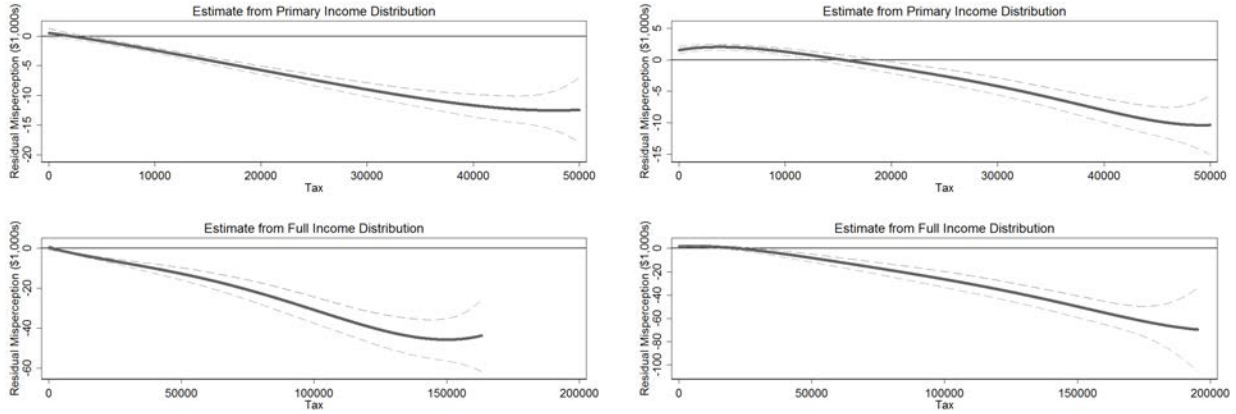 Estimate from Primary Income Distribution
Residual Misperception ($1,000s)
0
-5
-10
-15
-20
0 10000 20000 30000 40000 50000
Tax
Estimate from Primary Income Distribution
Residual Misperception ($1,000s)
5
0
-5
-10
-15
0 10000 20000 30000 40000 50000
Tax
Estimate from Full Income Distribution
Residual Misperception ($1,000s)
0
-20
-40
-60
0 50000 100000 150000 200000
Tax
Estimate from Full Income Distribution
Residual Misperception ($1,000s)
0
-20
-40
-60
-80
-100
0 50000 100000 150000 200000
Tax